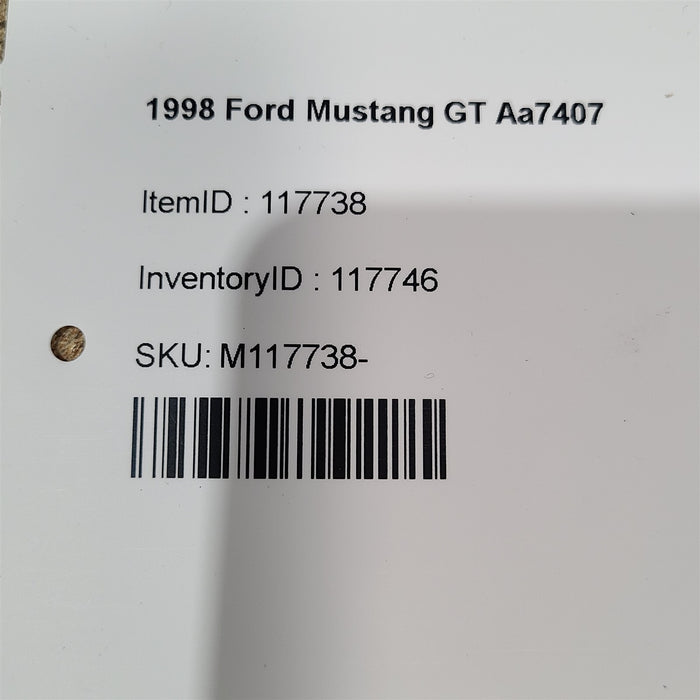 1998 Ford Mustang GT Aa7407
ItemID : 117738
InventoryID : 117746
SKU: M117738-